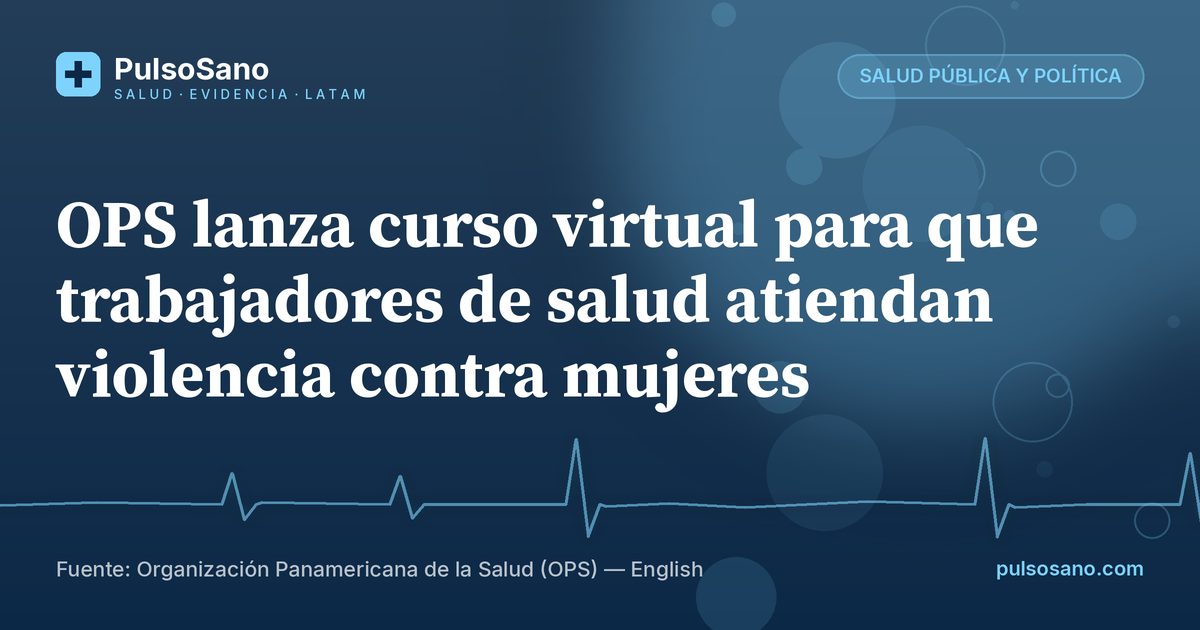 PulsoSano
SALUD · EVIDENCIA · LATAM
SALUD PÚBLICA Y POLÍTICA
OPS lanza curso virtual para que
trabajadores de salud atiendan
violencia contra mujeres
Fuente: Organización Panamericana de la Salud (OPS) — English
pulsosano.com